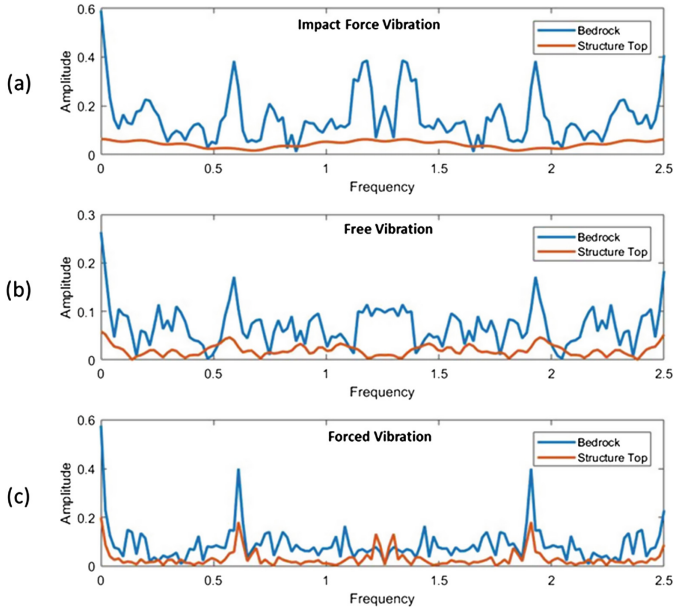 (a)
Impact Force Vibration
Bedrock
Structure Top
Amplitude
0.6
0.4
0.2
0
0 0.5 1 1.5 2 2.5
Frequency
(b)
Free Vibration
Bedrock
Structure Top
Amplitude
0.3
0.2
0.1
0
0 0.5 1 1.5 2 2.5
Frequency
(c)
Forced Vibration
Bedrock
Structure Top
Amplitude
0.6
0.4
0.2
0
0 0.5 1 1.5 2 2.5
Frequency